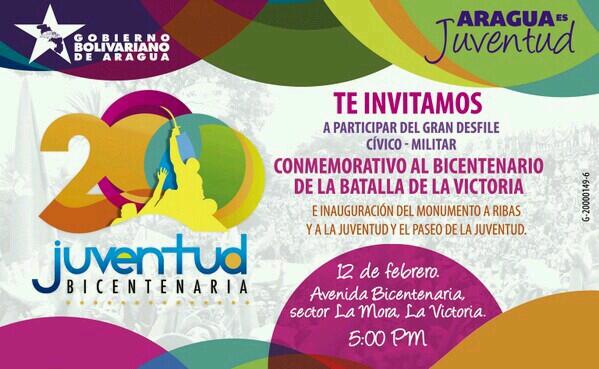 GOBIERNO
BOLIVARIANO
DE ARAGUA
ARAGUA ES
Juventud
200
juventud
BICENTENARIA
TE INVITAMOS
A PARTICIPAR DEL GRAN DESFILE
CÍVICO - MILITAR
CONMEMORATIVO AL BICENTENARIO
DE LA BATALLA DE LA VICTORIA
E INAUGURACIÓN DEL MONUMENTO A RIBAS
Y A LA JUVENTUD Y EL PASEO DE LA JUVENTUD.
12 de febrero.
Avenida Bicentenaria,
sector La Mora, La Victoria.
5:00 PM
G-20000149-6